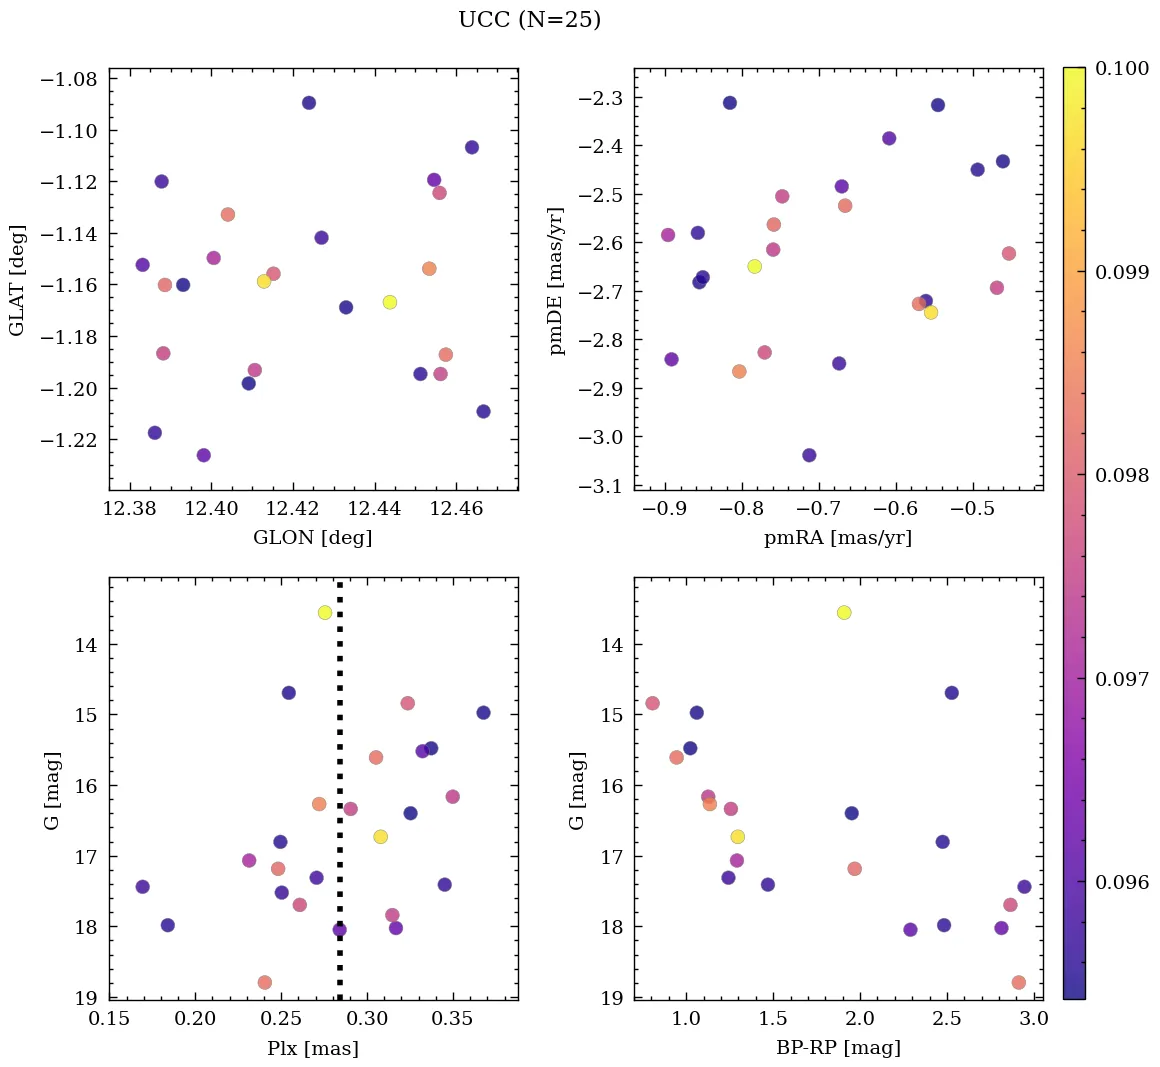 UCC (N=25)
−1.08
−1.10
−1.12
−1.14
−1.16
−1.18
−1.20
−1.22
GLAT [deg]
12.38 12.40 12.42 12.44 12.46
GLON [deg]
−2.3
−2.4
−2.5
−2.6
−2.7
−2.8
−2.9
−3.0
−3.1
pmDE [mas/yr]
−0.9 −0.8 −0.7 −0.6 −0.5
pmRA [mas/yr]
14
15
16
17
18
19
G [mag]
0.15 0.20 0.25 0.30 0.35
Plx [mas]
14
15
16
17
18
19
G [mag]
1.0 1.5 2.0 2.5 3.0
BP-RP [mag]
0.100
0.099
0.098
0.097
0.096